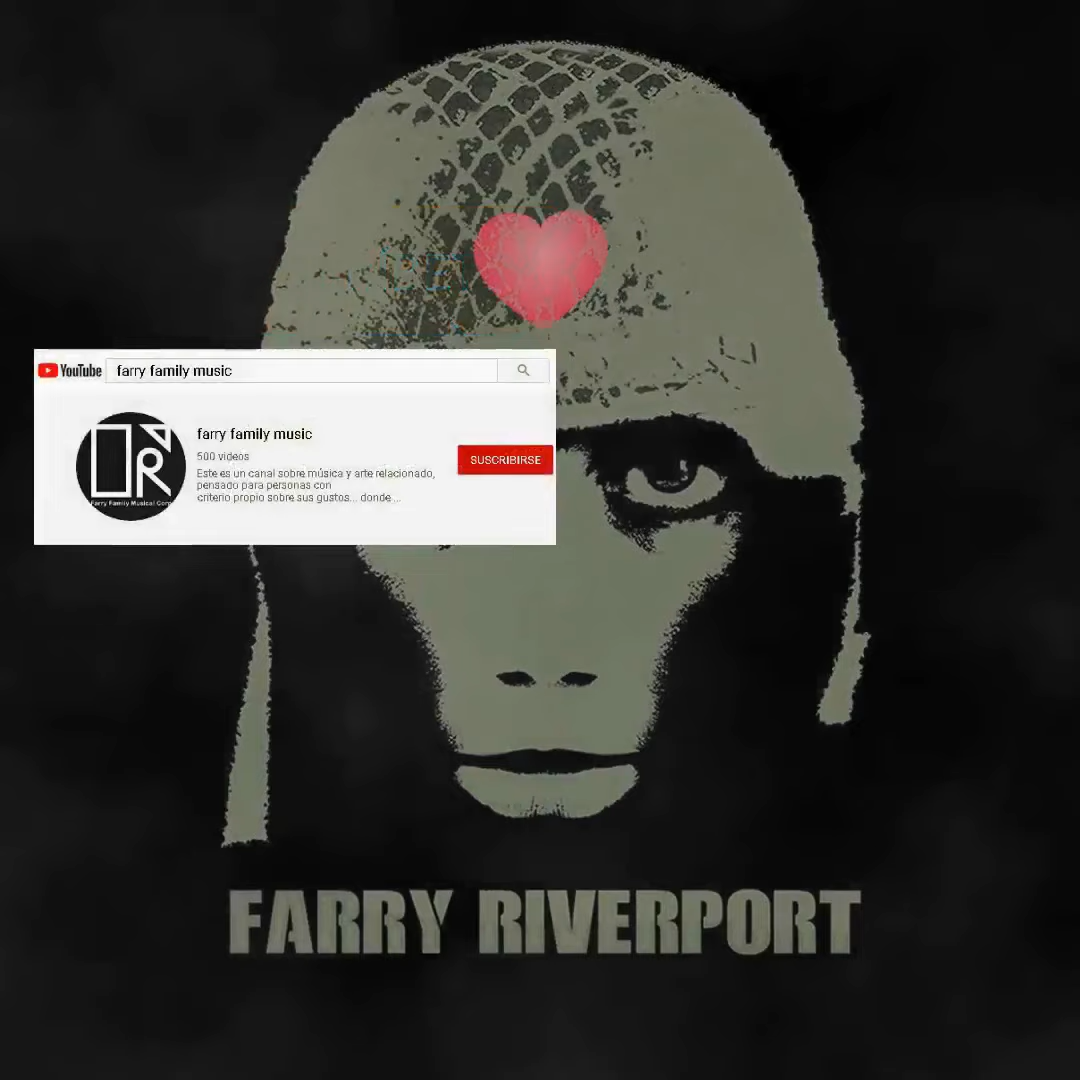 YouTube farry family music
farry family music
500 videos
SUSCRIBIRSE
Este es un canal sobre música y arte relacionado,
pensado para personas con
criterio propio sobre sus gustos... donde ...
R
Farry Family Musical Com
FARRY RIVERPORT